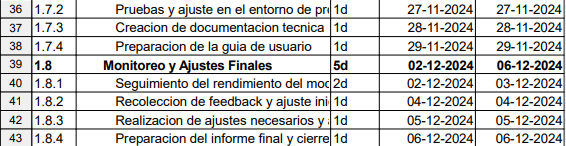 36 1.7.2 Pruebas y ajuste en el entorno de 1d 27-11-2024 27-11-2024
37 1.7.3 Creacion de documentacion tecnica 1d 28-11-2024 28-11-2024
38 1.7.4 Preparacion de la guia de usuario 1d 29-11-2024 29-11-2024
39 1.8 Monitoreo y Ajustes Finales 5d 02-12-2024 06-12-2024
40 1.8.1 Seguimiento del rendimiento del 2d 02-12-2024 03-12-2024
41 1.8.2 Recoleccion de feedback y ajuste 1d 04-12-2024 04-12-2024
42 1.8.3 Realizacion de ajustes necesarios y 1d 05-12-2024 05-12-2024
43 1.8.4 Preparacion del informe final y cierre 1d 06-12-2024 06-12-2024